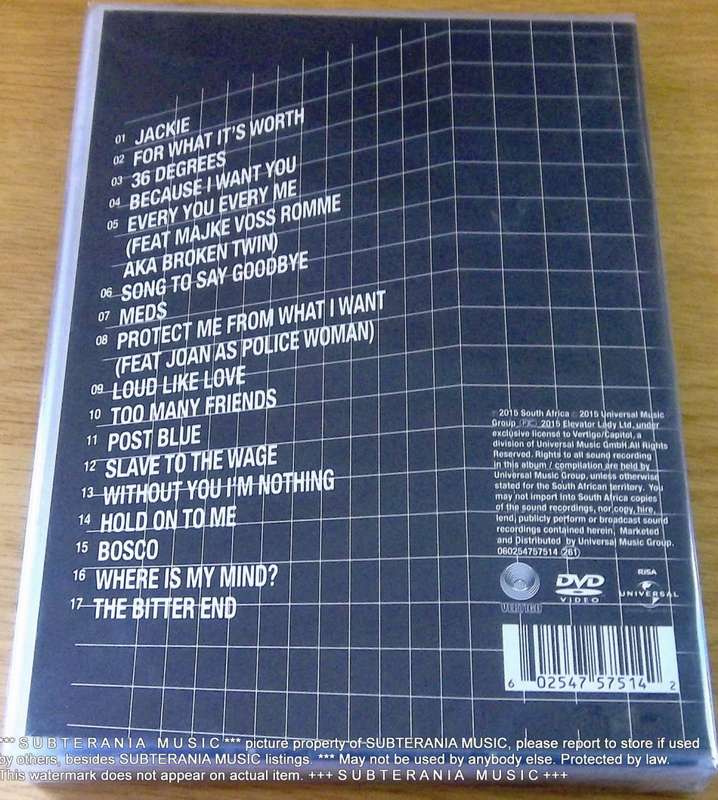 01 JACKIE
02 FOR WHAT IT'S WORTH
03 36 DEGREES
04 BECAUSE I WANT YOU
05 EVERY YOU EVERY ME
(FEAT MAJKE VOSS ROMME
AKA BROKEN TWIN)
06 SONG TO SAY GOODBYE
07 MEDS
08 PROTECT ME FROM WHAT I WANT
(FEAT JOAN AS POLICE WOMAN)
09 LOUD LIKE LOVE
10 TOO MANY FRIENDS
11 POST BLUE
12 SLAVE TO THE WAGE
13 WITHOUT YOU I'M NOTHING
14 HOLD ON TO ME
15 BOSCO
16 WHERE IS MY MIND?
17 THE BITTER END
℗ 2015 South Africa © 2015 Universal Music
Group 2015 Elevator Lady Ltd. under
exclusive license to Vertigo/Capitol, a
division of Universal Music GmbH.All Rights
Reserved. Rights to all sound recording
in this album / compilation are held by
Universal Music Group, unless otherwise
stated for the South African territory. You
may not import into South Africa copies
of the sound recordings, nor copy, hire,
lend, publicly perform or broadcast sound
recordings contained herein. Marketed
and Distributed by Universal Music Group.
060254757514 (261)
VERTIGO
DVD
VIDEO
RiSA
UNIVERSAL
6 02547 57514 2
*** S U B T E R A N I A M U S I C *** picture property of SUBTERANIA MUSIC, please report to store if used
by others, besides SUBTERANIA MUSIC listings. *** May not be used by anybody else. Protected by law.
This watermark does not appear on actual item. +++ S U B T E R A N I A M U S I C +++